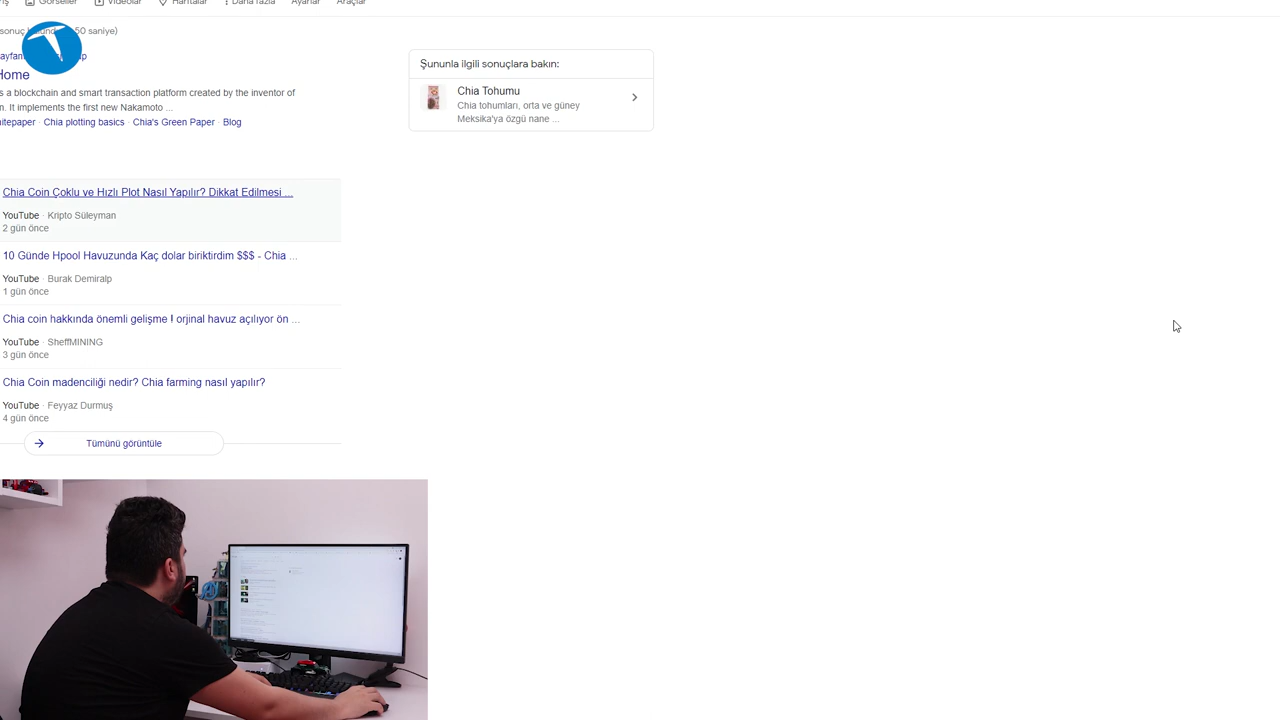 Görseller Videolar Haritalar Daha fazla Ayarlar Araçlar
sonuç
saniye)
Home
s a blockchain and smart transaction platform created by the inventor of
n. It implements the first new Nakamoto ...
itepaper · Chia plotting basics · Chia's Green Paper · Blog
Şununla ilgili sonuçlara bakın:
Chia Tohumu
Chia tohumları, orta ve güney
Meksika'ya özgü nane ...
Chia Coin Çoklu ve Hızlı Plot Nasıl Yapılır? Dikkat Edilmesi ...
YouTube · Kripto Süleyman
2 gün önce
10 Günde Hpool Havuzunda Kaç dolar biriktirdim $$$ - Chia ...
YouTube · Burak Demiralp
1 gün önce
Chia coin hakkında önemli gelişme ! orjinal havuz açılıyor ön ...
YouTube · SheffMINING
3 gün önce
Chia Coin madenciliği nedir? Chia farming nasıl yapılır?
YouTube · Feyyaz Durmuş
4 gün önce
Tümünü görüntüle